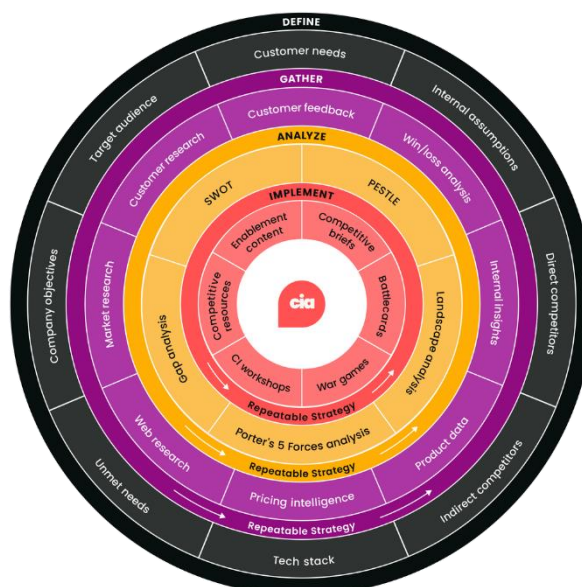 DEFINE
Customer needs
Internal assumptions
Direct competitors
Indirect competitors
Tech stack
Unmet needs
Company objectives
Target audience
GATHER
Customer feedback
Win/loss analysis
Internal insights
Product data
Pricing intelligence
Web research
Market research
Customer research
Repeatable Strategy
ANALYZE
SWOT
PESTLE
Landscape analysis
Porter's 5 Forces analysis
Gap analysis
Repeatable Strategy
IMPLEMENT
Enablement
content
Competitive
briefs
Battlecards
War games
CI workshops
Competitive
resources
Repeatable Strategy
cia